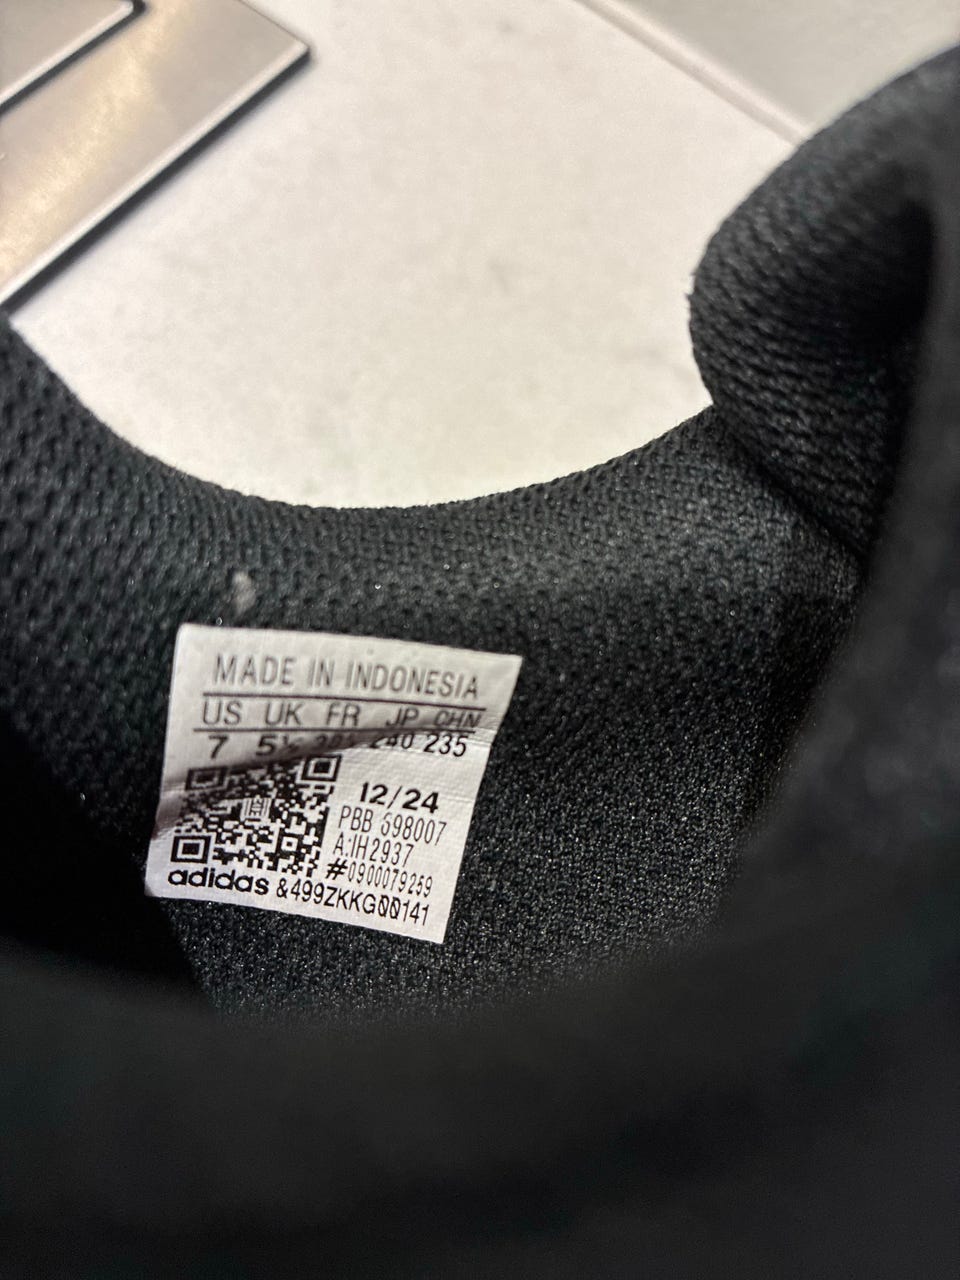 MADE IN INDONESIA
US UK FR JP CHN
7 5½ 240 235
12/24
PBB 698007
A:IH2937
#0900079259
adidas &499ZKKG00141